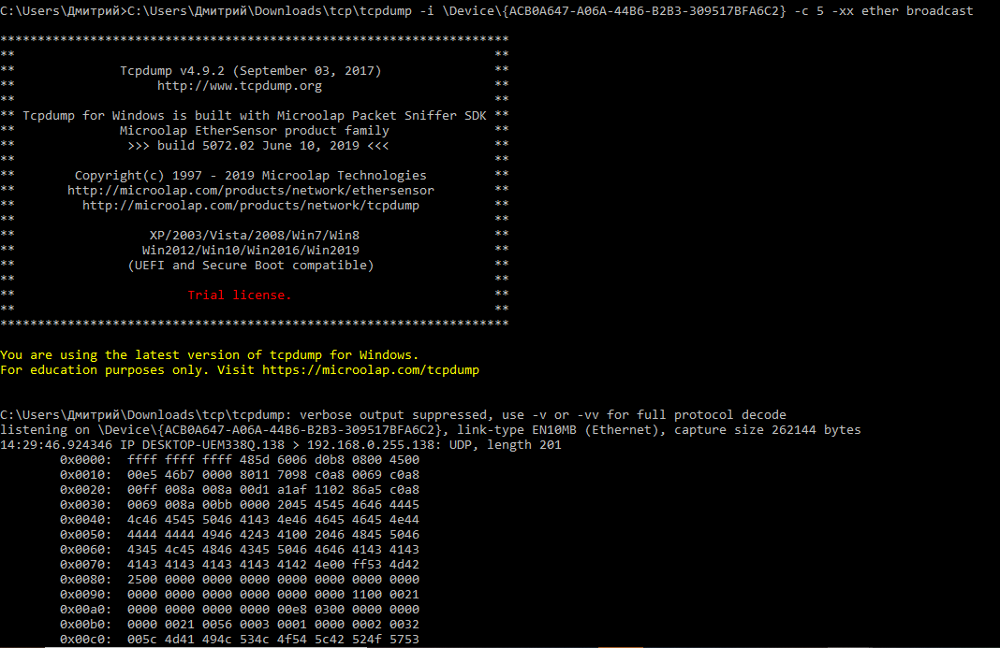 C:\Users\Дмитрий>C:\Users\Дмитрий\Downloads\tcp\tcpdump -i \Device\{ACB0A647-A06A-44B6-B2B3-309517BFA6C2} -c 5 -xx ether broadcast
********************************************************************
** **
** Tcpdump v4.9.2 (September 03, 2017) **
** http://www.tcpdump.org **
** **
** Tcpdump for Windows is built with Microolap Packet Sniffer SDK **
** Microolap EtherSensor product family **
** >>> build 5072.02 June 10, 2019 <<< **
** **
** Copyright(c) 1997 - 2019 Microolap Technologies **
** http://microolap.com/products/network/ethersensor **
** http://microolap.com/products/network/tcpdump **
** **
** XP/2003/Vista/2008/Win7/Win8 **
** Win2012/Win10/Win2016/Win2019 **
** (UEFI and Secure Boot compatible) **
** **
** Trial license. **
** **
********************************************************************
You are using the latest version of tcpdump for Windows.
For education purposes only. Visit https://microolap.com/tcpdump
C:\Users\Дмитрий\Downloads\tcp\tcpdump: verbose output suppressed, use -v or -vv for full protocol decode
listening on \Device\{ACB0A647-A06A-44B6-B2B3-309517BFA6C2}, link-type EN10MB (Ethernet), capture size 262144 bytes
14:29:46.924346 IP DESKTOP-UEM338Q.138 > 192.168.0.255.138: UDP, length 201
0x0000: ffff ffff ffff 485d 6006 d0b8 0800 4500
0x0010: 00e5 46b7 0000 8011 7098 c0a8 0069 c0a8
0x0020: 00ff 008a 008a 00d1 a1af 1102 86a5 c0a8
0x0030: 0069 008a 00bb 0000 2045 4545 4646 4445
0x0040: 4c46 4545 5046 4143 4e46 4645 4645 4e44
0x0050: 4444 4444 4946 4243 4100 2046 4845 5046
0x0060: 4345 4c45 4846 4345 5046 4646 4143 4143
0x0070: 4143 4143 4143 4143 4142 4e00 ff53 4d42
0x0080: 2500 0000 0000 0000 0000 0000 0000 0000
0x0090: 0000 0000 0000 0000 0000 0000 1100 0021
0x00a0: 0000 0000 0000 0000 00e8 0300 0000 0000
0x00b0: 0000 0021 0056 0003 0001 0000 0002 0032
0x00c0: 005c 4d41 494c 534c 4f54 5c42 524f 5753